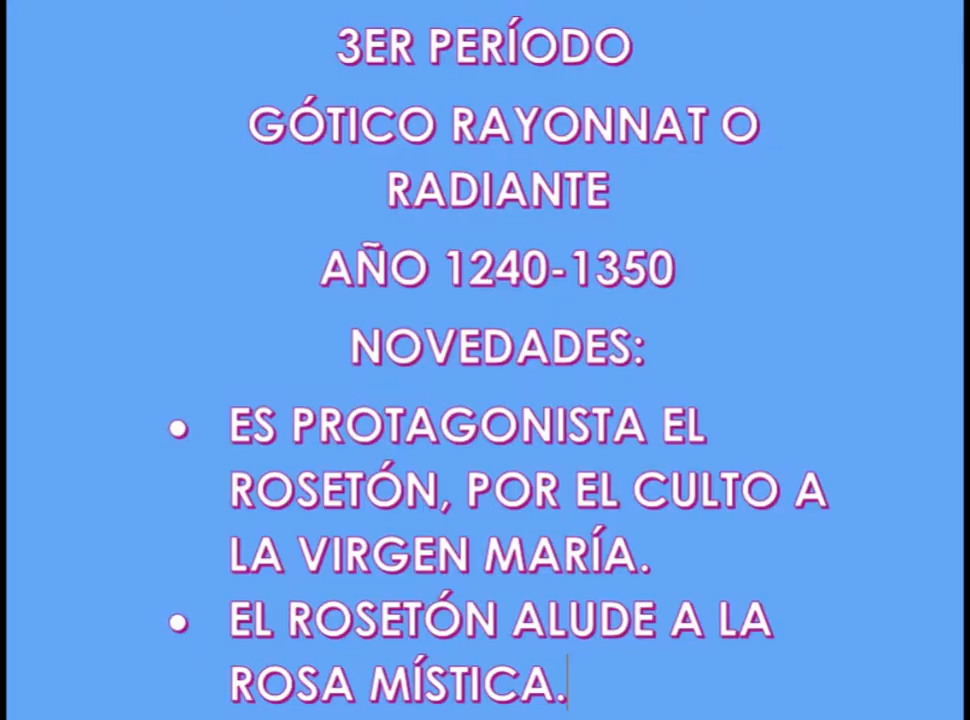 3ER PERÍODO
GÓTICO RAYONNAT O
RADIANTE
AÑO 1240-1350
NOVEDADES:
• ES PROTAGONISTA EL
ROSETÓN, POR EL CULTO A
LA VIRGEN MARÍA.
• EL ROSETÓN ALUDE A LA
ROSA MÍSTICA.